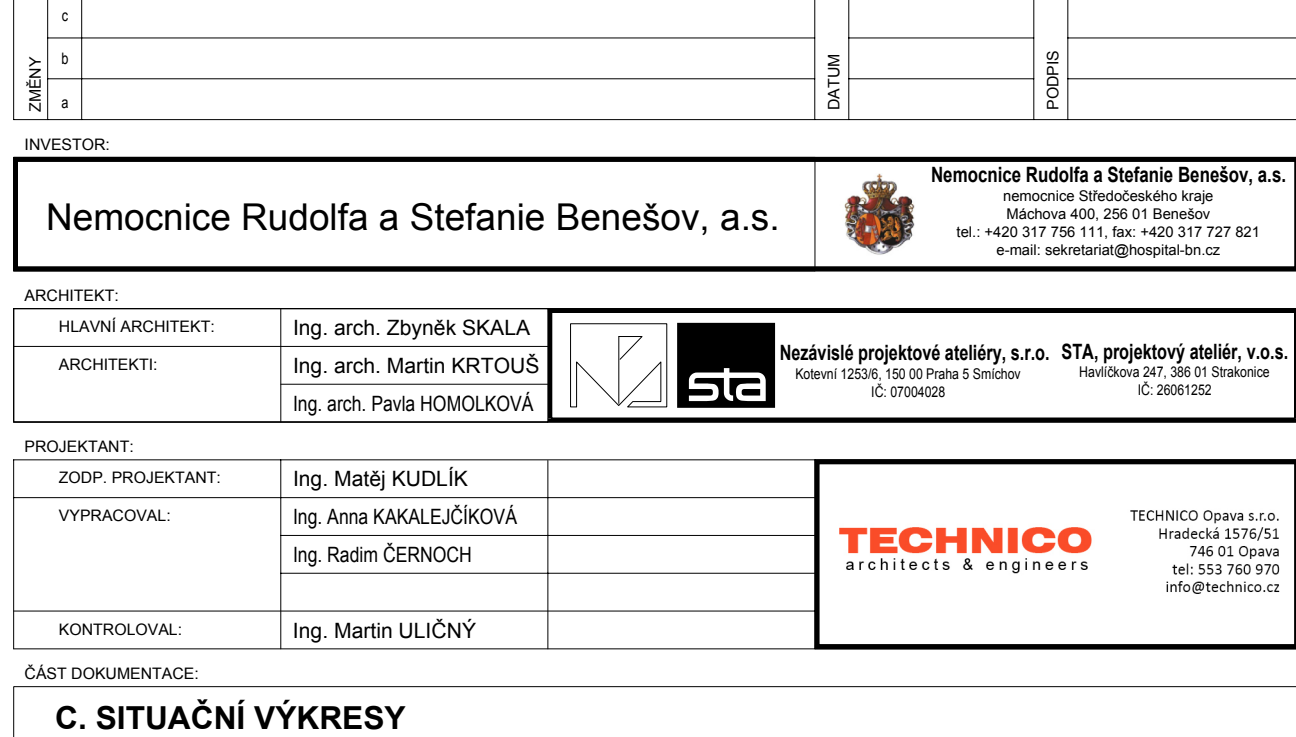 c
ZMĚNY
b
DATUM
PODPIS
a
INVESTOR:
Nemocnice Rudolfa a Stefanie Benešov, a.s.
Nemocnice Rudolfa a Stefanie Benešov, a.s.
nemocnice Středočeského kraje
Máchova 400, 256 01 Benešov
tel.: +420 317 756 111, fax: +420 317 727 821
e-mail: sekretariat@hospital-bn.cz
ARCHITEKT:
HLAVNÍ ARCHITEKT: Ing. arch. Zbyněk SKALA
ARCHITEKTI: Ing. arch. Martin KRTOUŠ
Ing. arch. Pavla HOMOLKOVÁ
sta
Nezávislé projektové ateliéry, s.r.o.
Kotevní 1253/6, 150 00 Praha 5 Smíchov
IČ: 07004028
STA, projektový ateliér, v.o.s.
Havlíčkova 247, 386 01 Strakonice
IČ: 26061252
PROJEKTANT:
ZODP. PROJEKTANT: Ing. Matěj KUDLÍK
VYPRACOVAL: Ing. Anna KAKALEJČÍKOVÁ
Ing. Radim ČERNOCH
KONTROLOVAL: Ing. Martin ULIČNÝ
TECHNICO
architects & engineers
TECHNICO Opava s.r.o.
Hradecká 1576/51
746 01 Opava
tel: 553 760 970
info@technico.cz
ČÁST DOKUMENTACE:
C. SITUAČNÍ VÝKRESY